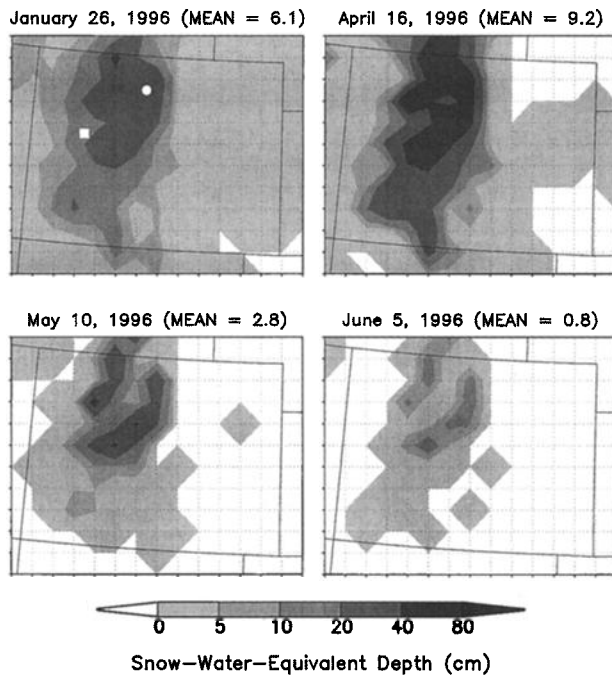 January 26, 1996 (MEAN = 6.1)
April 16, 1996 (MEAN = 9.2)
May 10, 1996 (MEAN = 2.8)
June 5, 1996 (MEAN = 0.8)
0 5 10 20 40 80
Snow-Water-Equivalent Depth (cm)